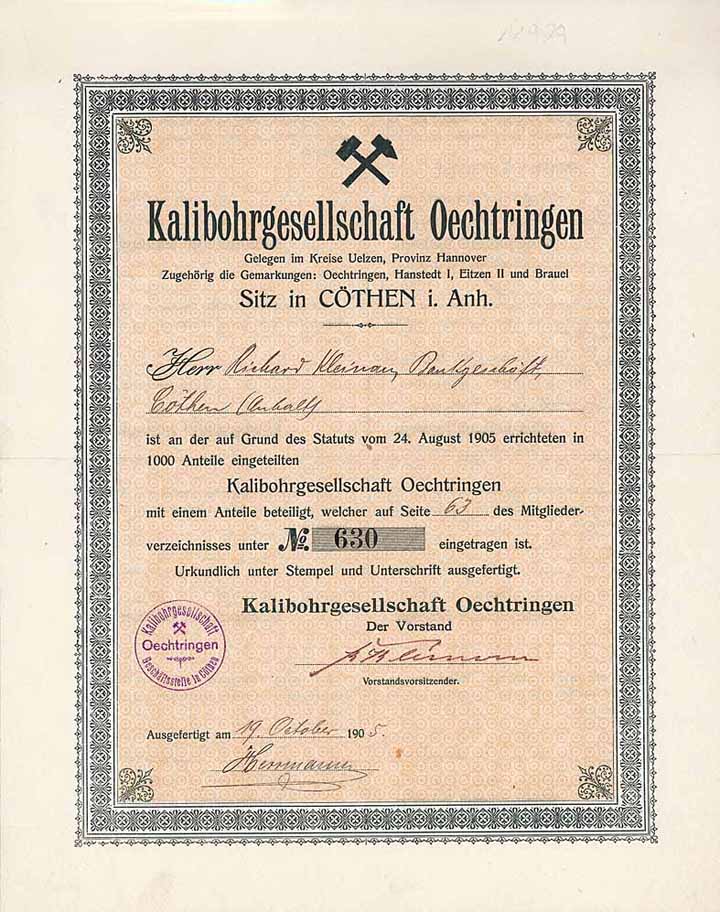 Kalibohrgesellschaft Oechtringen
Gelegen im Kreise Uelzen, Provinz Hannover
Zugehörig die Gemarkungen: Oechtringen, Hanstedt I, Eitzen II und Brauel
Sitz in CÖTHEN i. Anh.
Herr Richard Kleinau, Bankgeschäft,
Cöthen (Anhalt)
ist an der auf Grund des Statuts vom 24. August 1905 errichteten in
1000 Anteile eingeteilten
Kalibohrgesellschaft Oechtringen
mit einem Anteile beteiligt, welcher auf Seite 63 des Mitglieder-
verzeichnisses unter No. 630 eingetragen ist.
Urkundlich unter Stempel und Unterschrift ausgefertigt.
Kalibohrgesellschaft Oechtringen
Der Vorstand
Vorstandsvorsitzender.
Kalibohrgesellschaft
Oechtringen
Geschäftsstelle in Cöthen
Ausgefertigt am 19. October 1905.
Herrmann